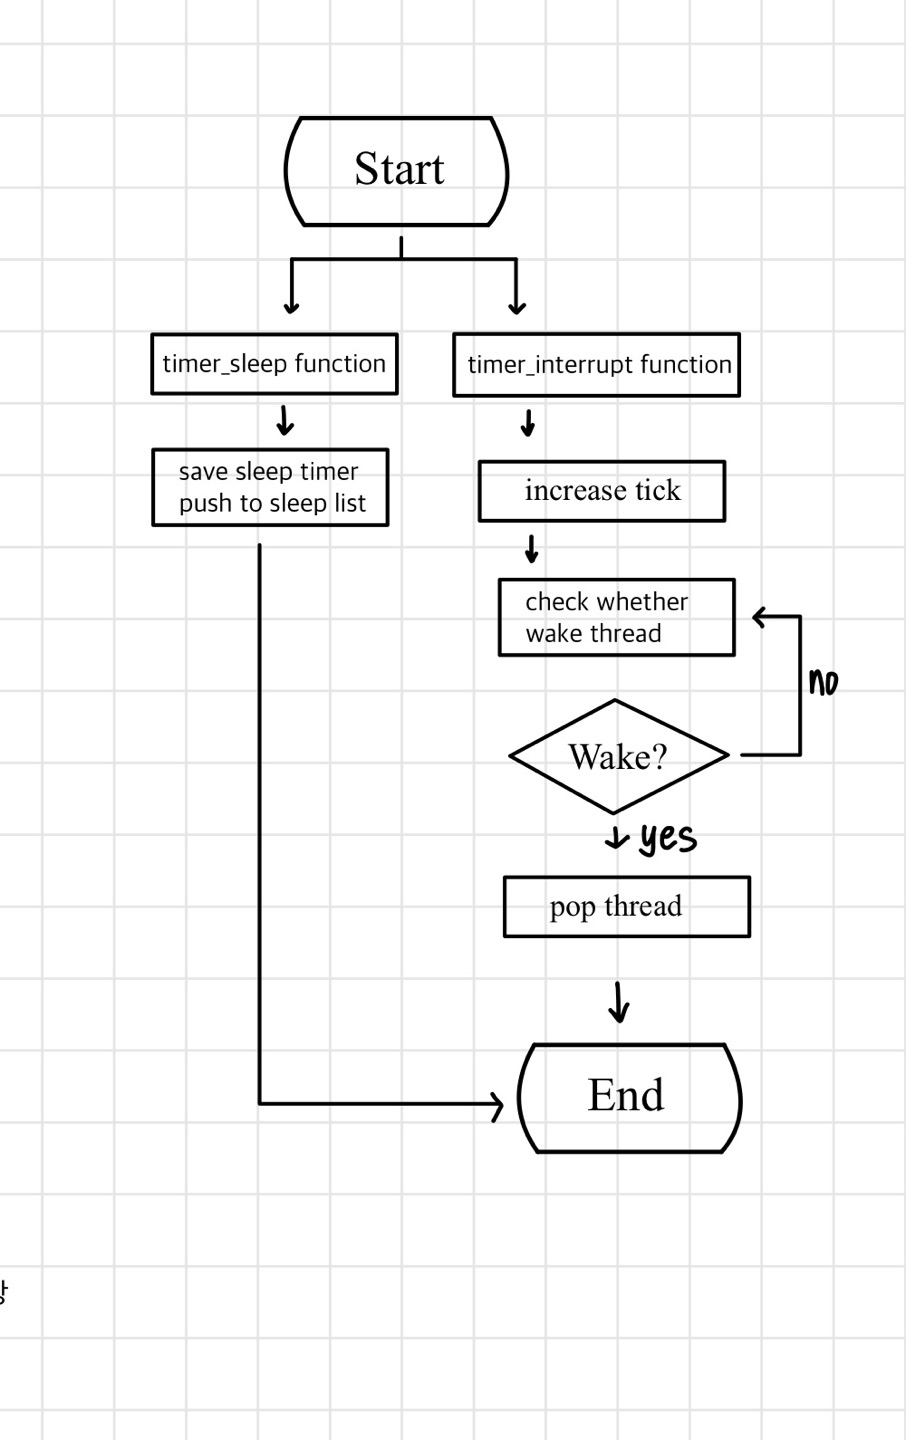 Start
timer_sleep function
timer_interrupt function
save sleep timer
push to sleep list
increase tick
check whether
wake thread
no
Wake?
yes
pop thread
End